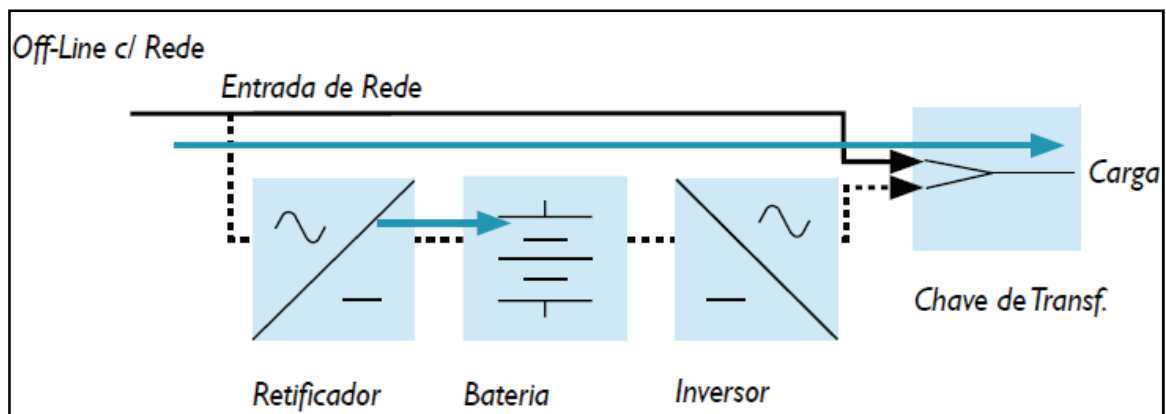 Off-Line c/ Rede
Entrada de Rede
Carga
Chave de Transf.
Retificador
Bateria
Inversor